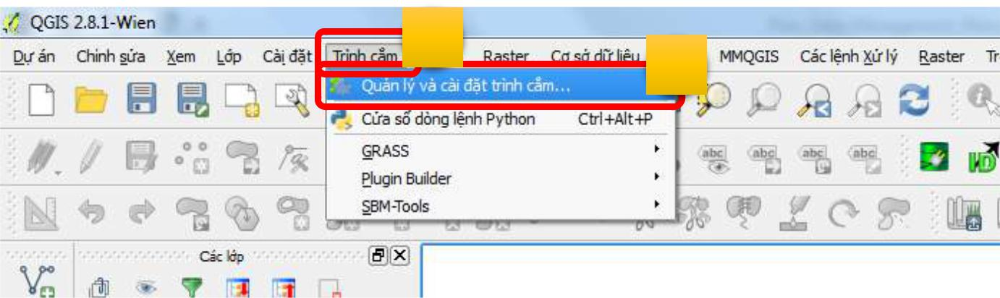 QGIS 2.8.1-Wien
Dự án Chỉnh sửa Xem Lớp Cài đặt Trình cắm Raster Cơ sở dữ liệu MMQGIS Các lệnh Xử lý Raster Tr
Quản lý và cài đặt trình cắm...
Cửa sổ dòng lệnh Python Ctrl+Alt+P
abc abc abc abc
GRASS
Plugin Builder
SBM-Tools
Các lớp